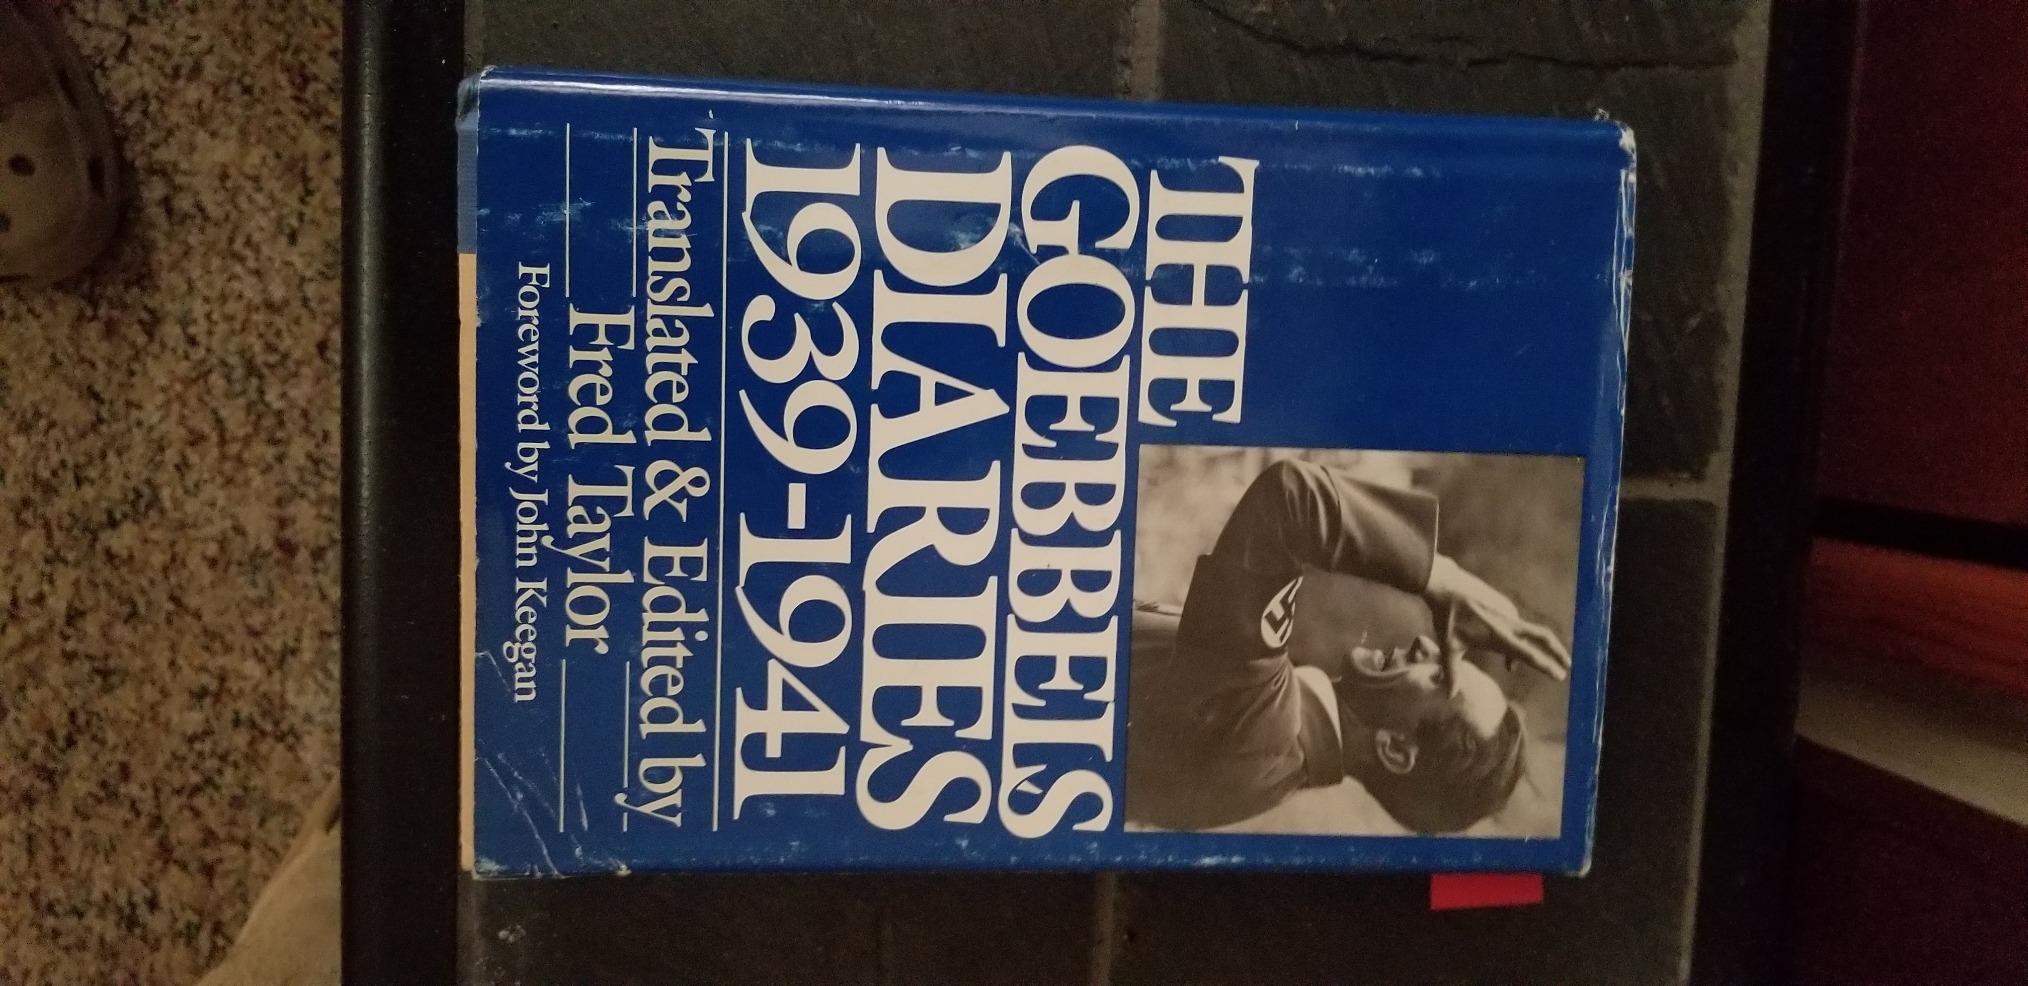 THE
GOEBBELS
DIARIES
1939-1941
Translated & Edited by
Fred Taylor
Foreword by John Keegan